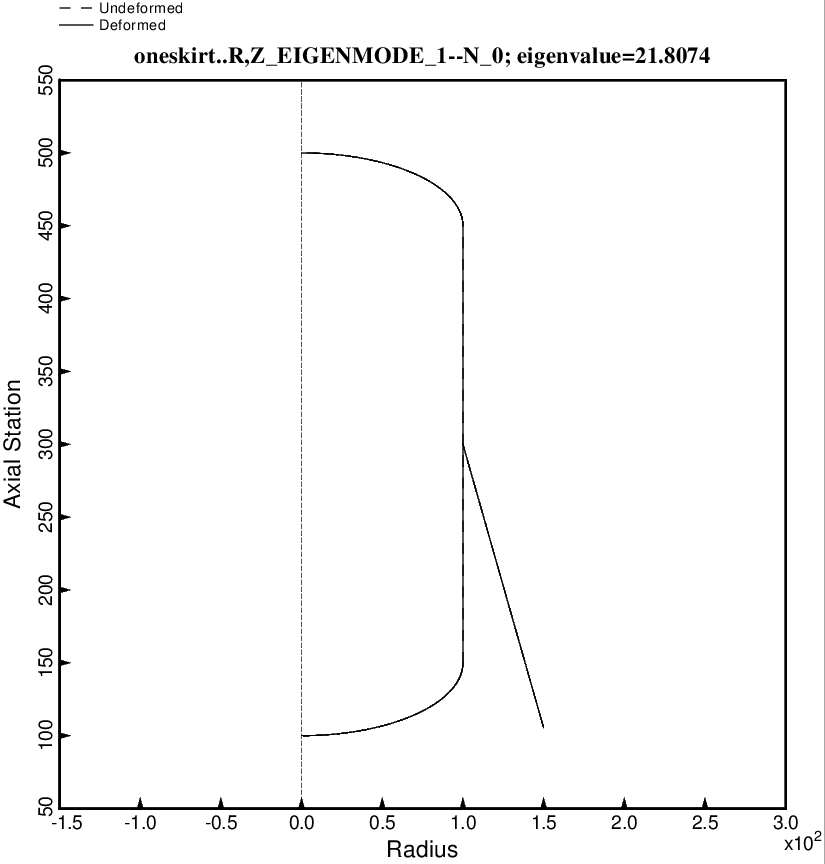 Undeformed
Deformed
oneskirt..R,Z_EIGENMODE_1--N_0; eigenvalue=21.8074
550
500
450
400
350
300
250
200
150
100
50
Axial Station
-1.5 -1.0 -0.5 0.0 0.5 1.0 1.5 2.0 2.5 3.0
x10²
Radius